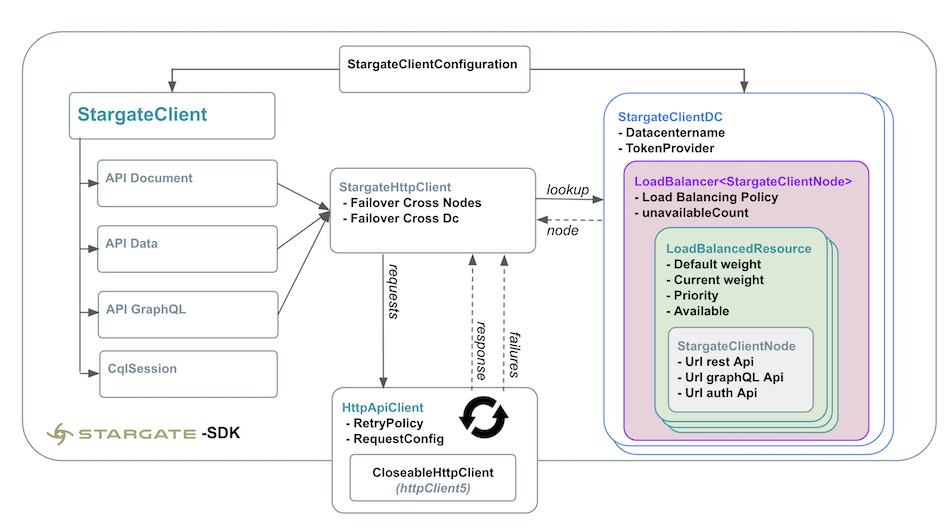 StargateClientConfiguration
StargateClient
API Document
API Data
API GraphQL
CqlSession
StargateHttpClient
- Failover Cross Nodes
- Failover Cross Dc
lookup
node
requests
response
failures
HttpApiClient
- RetryPolicy
- RequestConfig
CloseableHttpClient
(httpClient5)
StargateClientDC
- Datacentername
- TokenProvider
LoadBalancer<StargateClientNode>
- Load Balancing Policy
- unavailableCount
LoadBalancedResource
- Default weight
- Current weight
- Priority
- Available
StargateClientNode
- Url rest Api
- Url graphQL Api
- Url auth Api
STARGATE -SDK